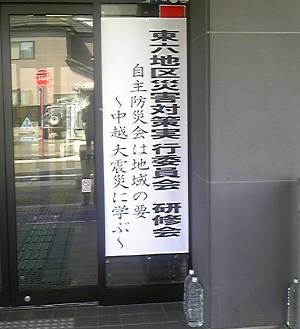 東六地区災害対策実行委員会 研修会
自主防災会は地域の要
〜中越大震災に学ぶ〜